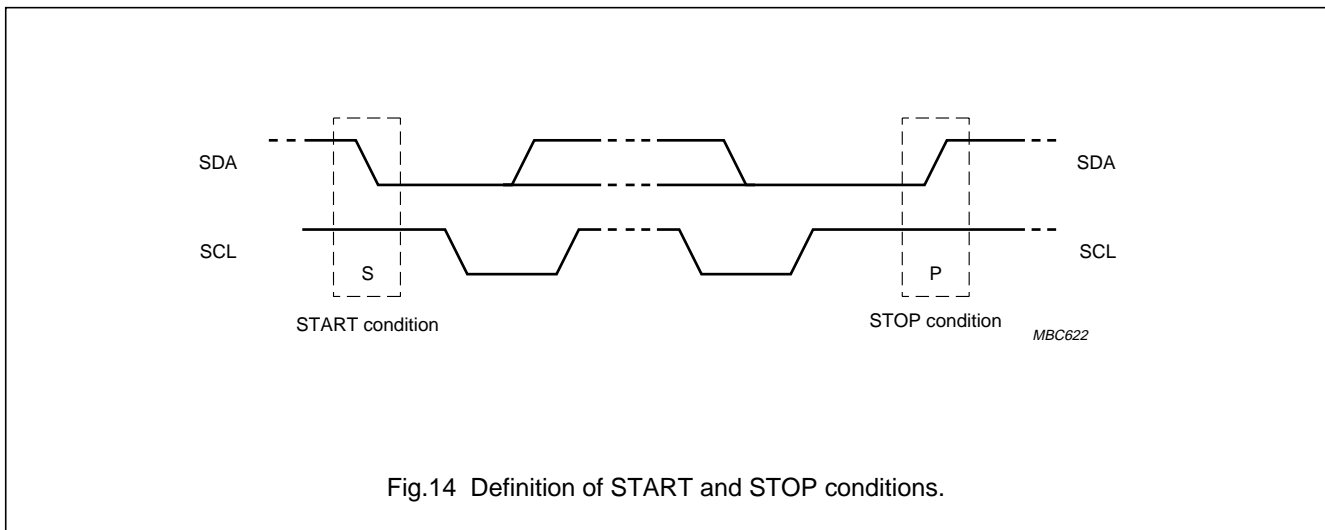 SDA
SDA
SCL
SCL
S
P
START condition
STOP condition
MBC622
Fig.14 Definition of START and STOP conditions.